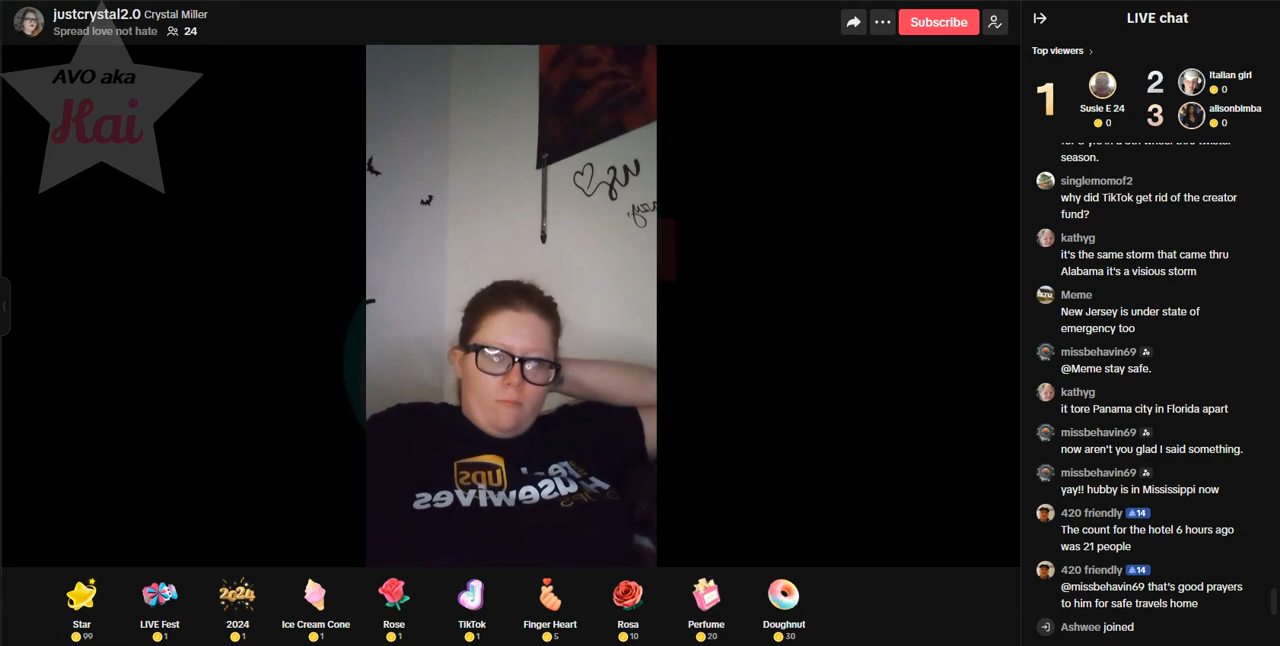 justcrystal2.0 Crystal Miller
Spread love not hate 24
Subscribe
AVO aka
Kai
us
ups
Housewives
Star
99
LIVE Fest
1
2024
2024
1
Ice Cream Cone
1
Rose
1
TikTok
1
Finger Heart
5
Rosa
10
Perfume
20
Doughnut
30
LIVE chat
Top viewers
1
Susie E 24
0
2
Italian girl
0
3
alisonbimba
0
season.
singlemomof2
why did TikTok get rid of the creator
fund?
kathyg
it's the same storm that came thru
Alabama it's a visious storm
Meme
New Jersey is under state of
emergency too
missbehavin69
@Meme stay safe.
kathyg
it tore Panama city in Florida apart
missbehavin69
now aren't you glad I said something.
missbehavin69
yay!! hubby is in Mississippi now
420 friendly 14
The count for the hotel 6 hours ago
was 21 people
420 friendly 14
@missbehavin69 that's good prayers
to him for safe travels home
Ashwee joined